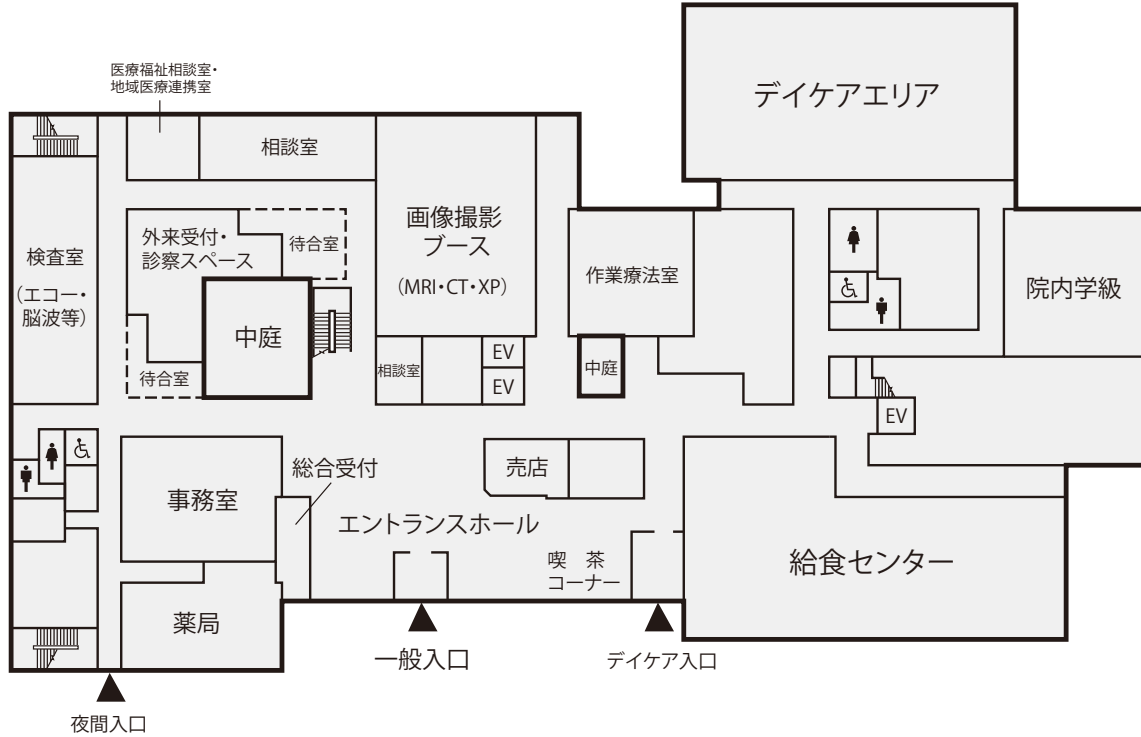 デイケアエリア
医療福祉相談室・
地域医療連携室
相談室
画像撮影
ブース
(MRI・CT・XP)
外来受付・
診察スペース
待合室
検査室
(エコー・
脳波等)
作業療法室
院内学級
中庭
待合室
相談室
EV
EV
中庭
EV
売店
総合受付
事務室
エントランスホール
喫 茶
コーナー
給食センター
薬局
一般入口
デイケア入口
夜間入口